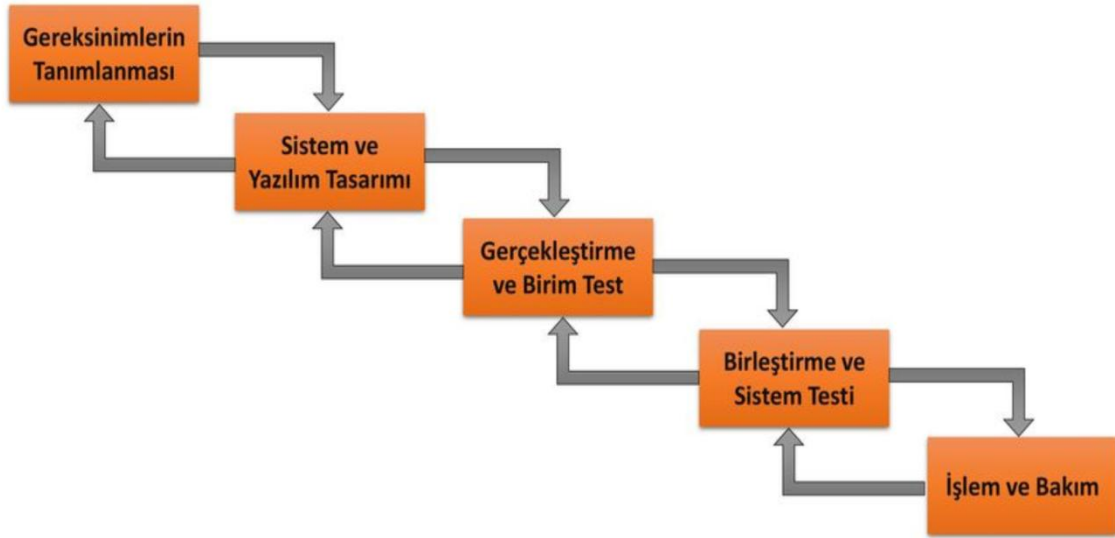 Gereksinimlerin
Tanımlanması
Sistem ve
Yazılım Tasarımı
Gerçekleştirme
ve Birim Test
Birleştirme ve
Sistem Testi
İşlem ve Bakım